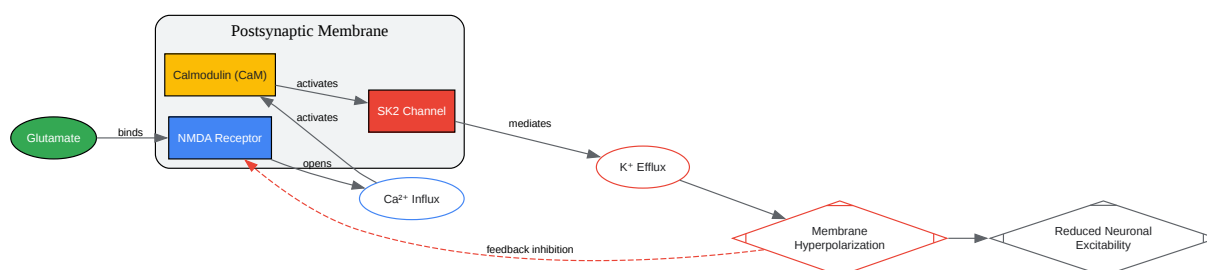 Postsynaptic Membrane
Calmodulin (CaM)
activates
SK2 Channel
activates
mediates
Glutamate
binds
NMDA Receptor
opens
K⁺ Efflux
Ca²⁺ Influx
Membrane
Hyperpolarization
Reduced Neuronal
Excitability
feedback inhibition